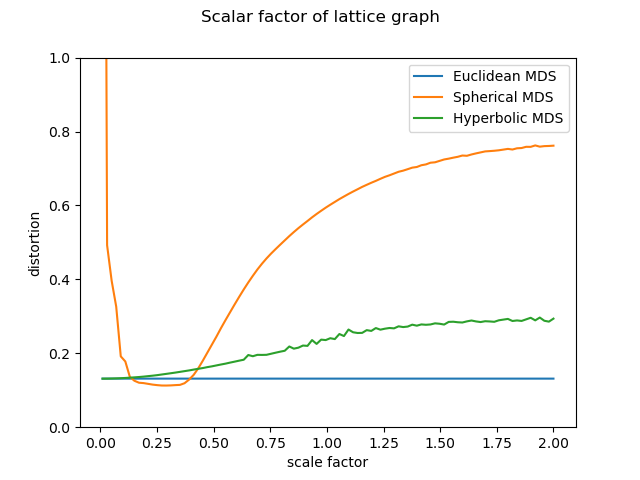 Scalar factor of lattice graph
Euclidean MDS
Spherical MDS
Hyperbolic MDS
distortion
1.0
0.8
0.6
0.4
0.2
0.0
0.00 0.25 0.50 0.75 1.00 1.25 1.50 1.75 2.00
scale factor